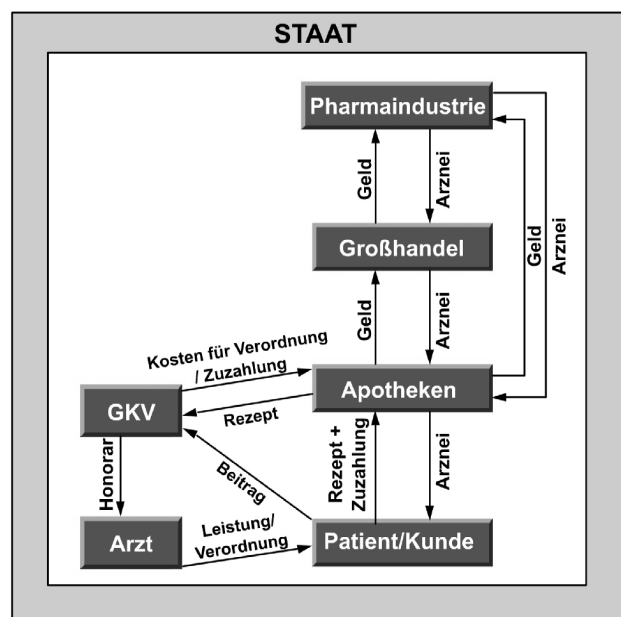 STAAT
Pharmaindustrie
Geld
Arznei
Geld
Arznei
Großhandel
Geld
Arznei
Kosten für Verordnung
/ Zuzahlung
Apotheken
GKV
Rezept
Rezept +
Zuzahlung
Arznei
Honorar
Beitrag
Leistung/
Verordnung
Arzt
Patient/Kunde